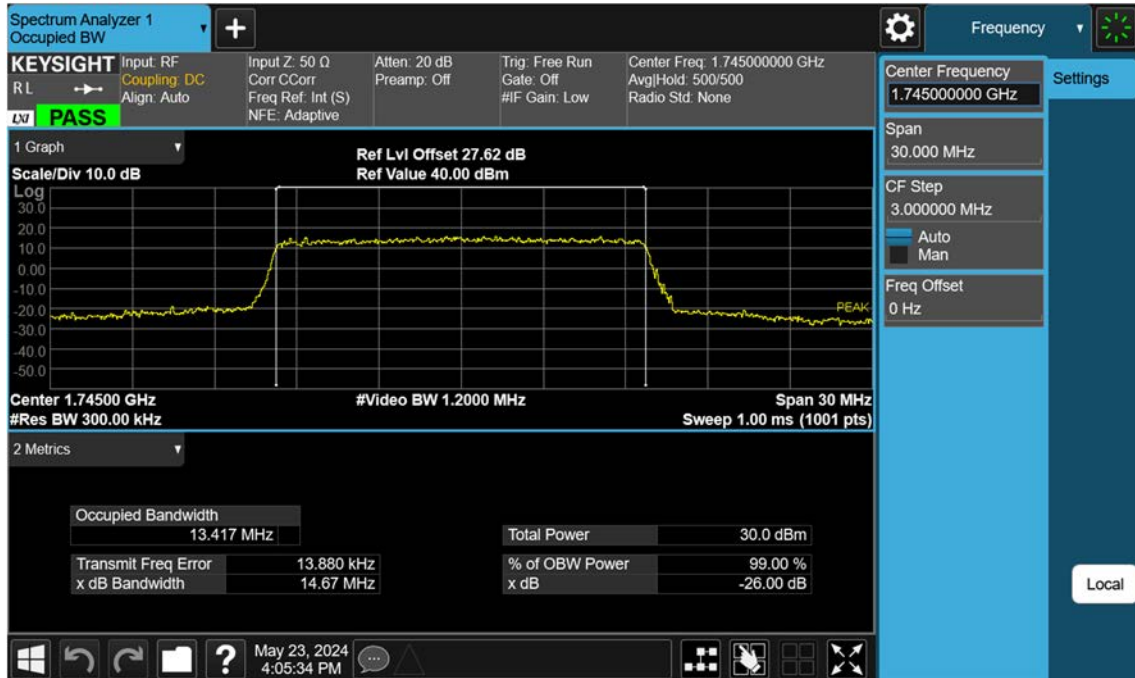 Spectrum Analyzer 1
Occupied BW
+
Frequency
KEYSIGHT
R L
LXI
PASS
Input: RF
Coupling: DC
Align: Auto
Input Z: 50 Ω
Corr CCorr
Freq Ref: Int (S)
NFE: Adaptive
Atten: 20 dB
Preamp: Off
Trig: Free Run
Gate: Off
#IF Gain: Low
Center Freq: 1.745000000 GHz
Avg|Hold: 500/500
Radio Std: None
Center Frequency
1.745000000 GHz
Settings
Span
30.000 MHz
CF Step
3.000000 MHz
Auto
Man
Freq Offset
0 Hz
Local
1 Graph
Scale/Div 10.0 dB
Ref Lvl Offset 27.62 dB
Ref Value 40.00 dBm
Log
30.0
20.0
10.0
0.00
-10.0
-20.0
-30.0
-40.0
-50.0
PEAK
Center 1.74500 GHz
#Video BW 1.2000 MHz
Span 30 MHz
#Res BW 300.00 kHz
Sweep 1.00 ms (1001 pts)
2 Metrics
Occupied Bandwidth
13.417 MHz
Total Power 30.0 dBm
Transmit Freq Error 13.880 kHz
% of OBW Power 99.00 %
x dB Bandwidth 14.67 MHz
x dB -26.00 dB
?
May 23, 2024
4:05:34 PM